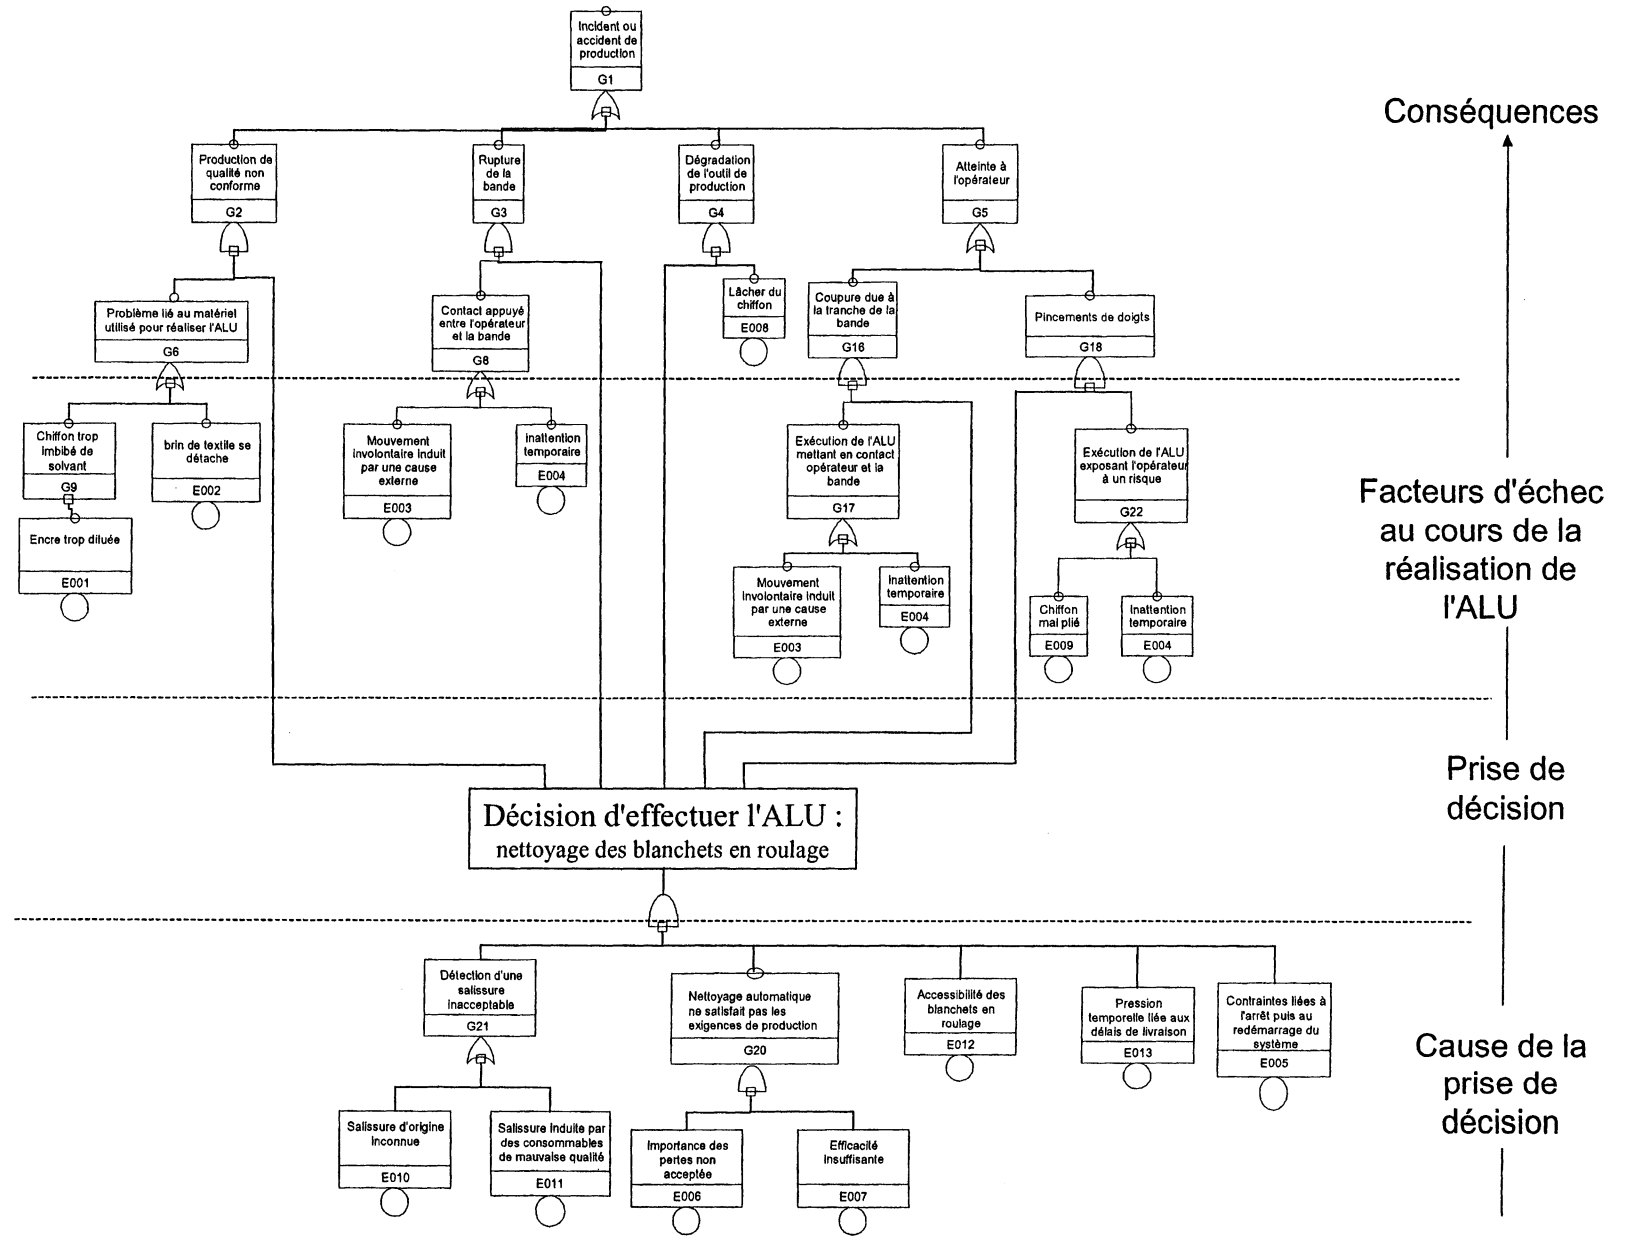 Incident ou
accident de
production
G1
Conséquences
Production de
qualité non
conforme
G2
Rupture
de la
bande
G3
Dégradation
de l'outil de
production
G4
Atteinte à
l'opérateur
G5
Problème lié au matériel
utilisé pour réaliser l'ALU
G6
Contact appuyé
entre l'opérateur
et la bande
G8
Lâcher du
chiffon
E008
Coupure due à
la tranche de la
bande
G16
Pincements de doigts
G18
Chiffon trop
imbibé de
solvant
G9
brin de textile se
détache
E002
Mouvement
involontaire induit
par une cause
externe
E003
inattention
temporaire
E004
Exécution de l'ALU
mettant en contact
opérateur et la
bande
G17
Exécution de l'ALU
exposant l'opérateur
à un risque
G22
Facteurs d'échec
au cours de la
réalisation de
l'ALU
Encre trop diluée
E001
Mouvement
involontaire induit
par une cause
externe
E003
Inattention
temporaire
E004
Chiffon
mal plié
E009
Inattention
temporaire
E004
Prise de
décision
Décision d'effectuer l'ALU :
nettoyage des blanchets en roulage
Détection d'une
salissure
inacceptable
G21
Nettoyage automatique
ne satisfait pas les
exigences de production
G20
Accessibilité des
blanchets en
roulage
E012
Pression
temporelle liée aux
délais de livraison
E013
Contraintes liées à
l'arrêt puis au
redémarrage du
système
E005
Cause de la
prise de
décision
Salissure d'origine
inconnue
E010
Salissure induite par
des consommables
de mauvaise qualité
E011
Importance des
pertes non
acceptée
E006
Efficacité
insuffisante
E007